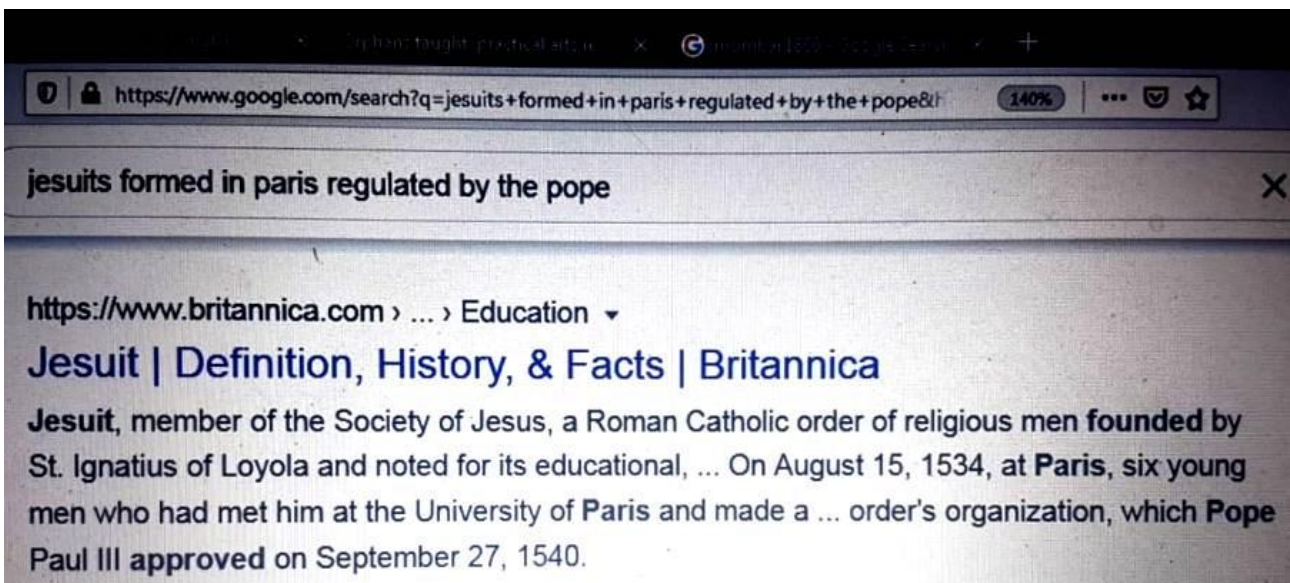 Orphans taught practical arts
https://www.google.com/search?q=jesuits+formed+in+paris+regulated+by+the+pope&h 140%
jesuits formed in paris regulated by the pope
https://www.britannica.com › ... › Education
Jesuit | Definition, History, & Facts | Britannica
Jesuit, member of the Society of Jesus, a Roman Catholic order of religious men founded by
St. Ignatius of Loyola and noted for its educational, ... On August 15, 1534, at Paris, six young
men who had met him at the University of Paris and made a ... order's organization, which Pope
Paul III approved on September 27, 1540.